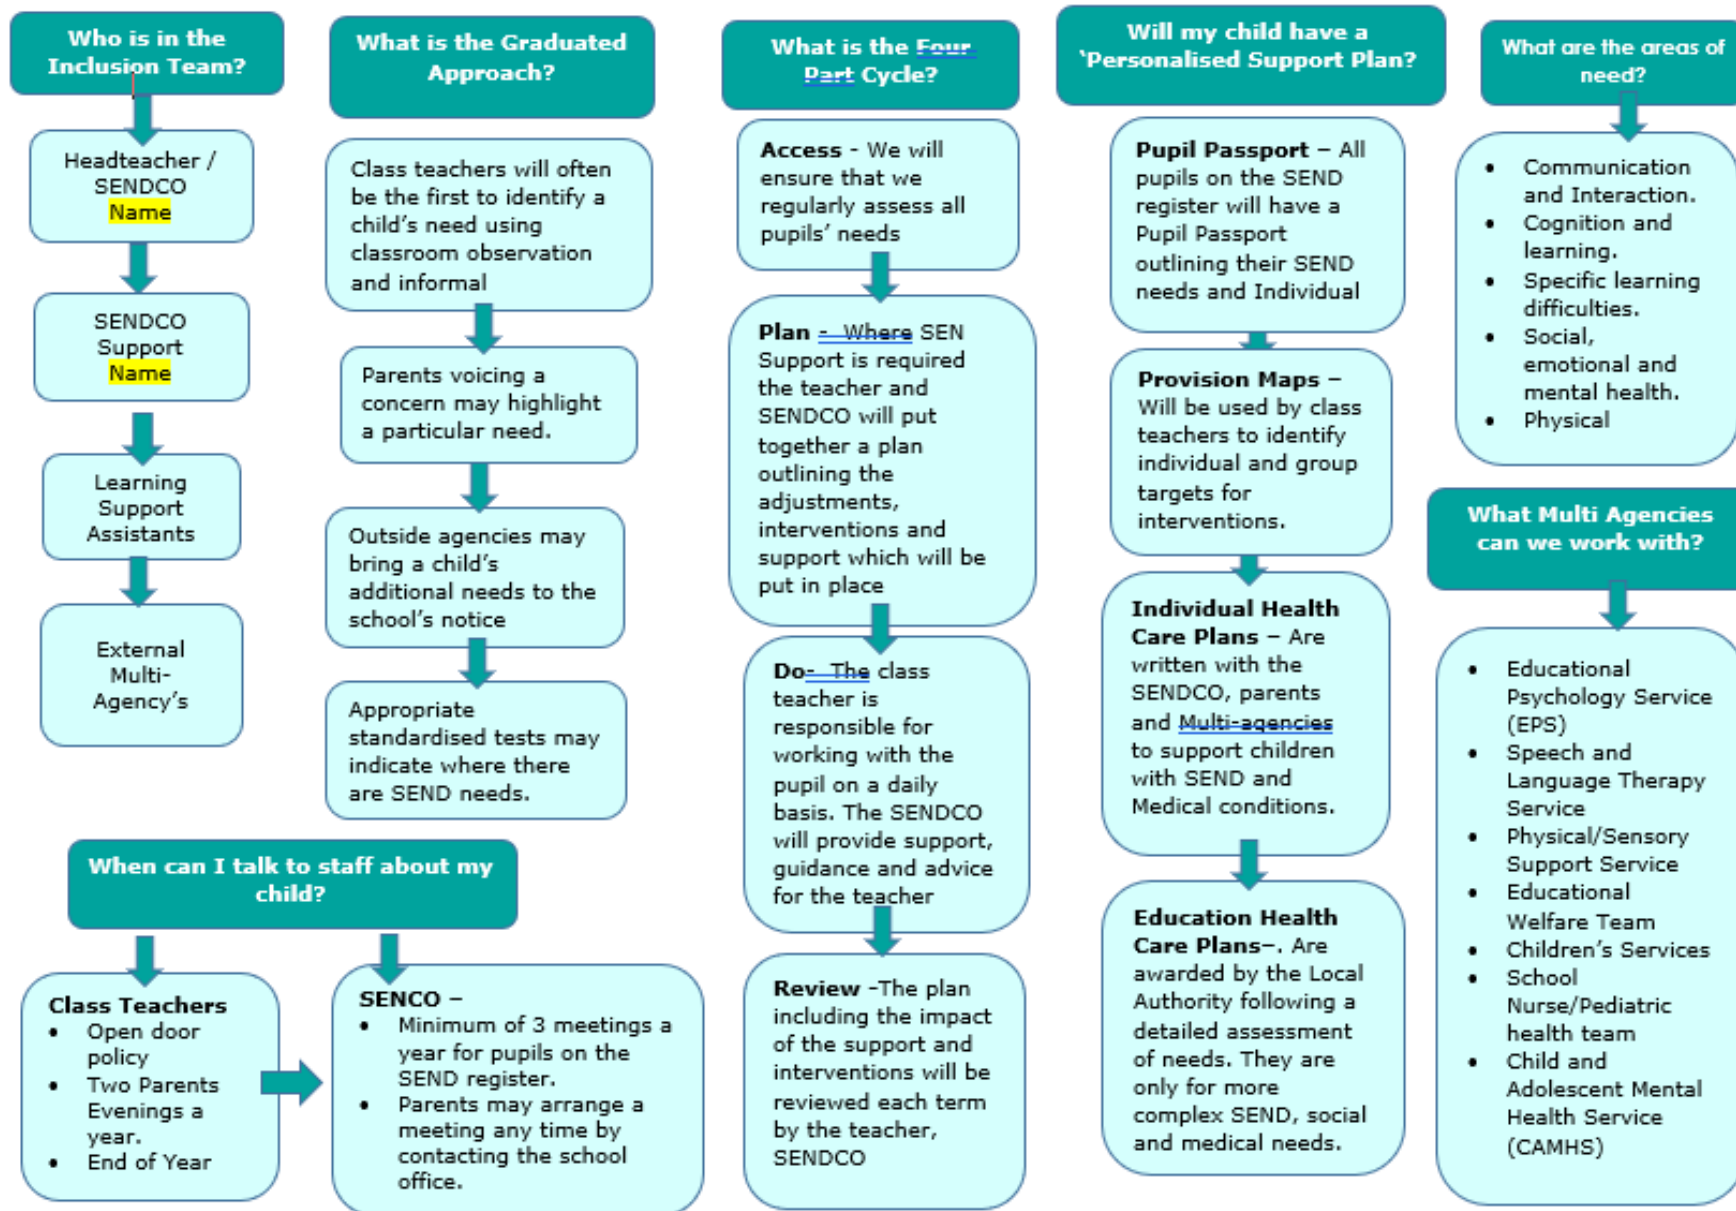 Who is in the
Inclusion Team?
Headteacher /
SENDCO
Name
SENDCO
Support
Name
Learning
Support
Assistants
External
Multi-
Agency's
What is the Graduated
Approach?
Class teachers will often
be the first to identify a
child's need using
classroom observation
and informal
Parents voicing a
concern may highlight
a particular need.
Outside agencies may
bring a child's
additional needs to the
school's notice
Appropriate
standardised tests may
indicate where there
are SEND needs.
When can I talk to staff about my
child?
Class Teachers
• Open door
policy
• Two Parents
Evenings a
year.
• End of Year
SENCO –
• Minimum of 3 meetings a
year for pupils on the
SEND register.
• Parents may arrange a
meeting any time by
contacting the school
office.
What is the Four
Part Cycle?
Access - We will
ensure that we
regularly assess all
pupils' needs
Plan - Where SEN
Support is required
the teacher and
SENDCO will put
together a plan
outlining the
adjustments,
interventions and
support which will be
put in place
Do- The class
teacher is
responsible for
working with the
pupil on a daily
basis. The SENDCO
will provide support,
guidance and advice
for the teacher
Review -The plan
including the impact
of the support and
interventions will be
reviewed each term
by the teacher,
SENDCO
Will my child have a
'Personalised Support Plan?
Pupil Passport – All
pupils on the SEND
register will have a
Pupil Passport
outlining their SEND
needs and Individual
Provision Maps –
Will be used by class
teachers to identify
individual and group
targets for
interventions.
Individual Health
Care Plans – Are
written with the
SENDCO, parents
and Multi-agencies
to support children
with SEND and
Medical conditions.
Education Health
Care Plans–. Are
awarded by the Local
Authority following a
detailed assessment
of needs. They are
only for more
complex SEND, social
and medical needs.
What are the areas of
need?
• Communication
and Interaction.
• Cognition and
learning.
• Specific learning
difficulties.
• Social,
emotional and
mental health.
• Physical
What Multi Agencies
can we work with?
• Educational
Psychology Service
(EPS)
• Speech and
Language Therapy
Service
• Physical/Sensory
Support Service
• Educational
Welfare Team
• Children's Services
• School
Nurse/Pediatric
health team
• Child and
Adolescent Mental
Health Service
(CAMHS)